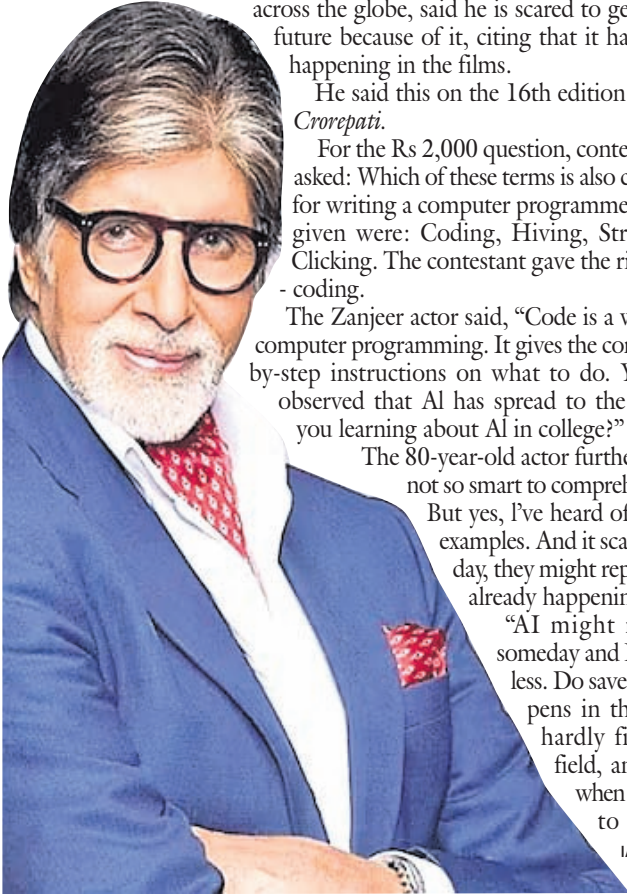 across the globe, said he is scared to ge
future because of it, citing that it ha
happening in the films.
He said this on the 16th edition
Crorepati.
For the Rs 2,000 question, conte
asked: Which of these terms is also c
for writing a computer programme
given were: Coding, Hiving, Str
Clicking. The contestant gave the ri
- coding.
The Zanjeer actor said, “Code is a w
computer programming. It gives the co
by-step instructions on what to do. Y
observed that Al has spread to the
you learning about Al in college?”
The 80-year-old actor furthe
not so smart to compreh
But yes, l’ve heard of
examples. And it sca
day, they might rep
already happenin
“AI might
someday and
less. Do save
pens in th
hardly fi
field, a
when
to